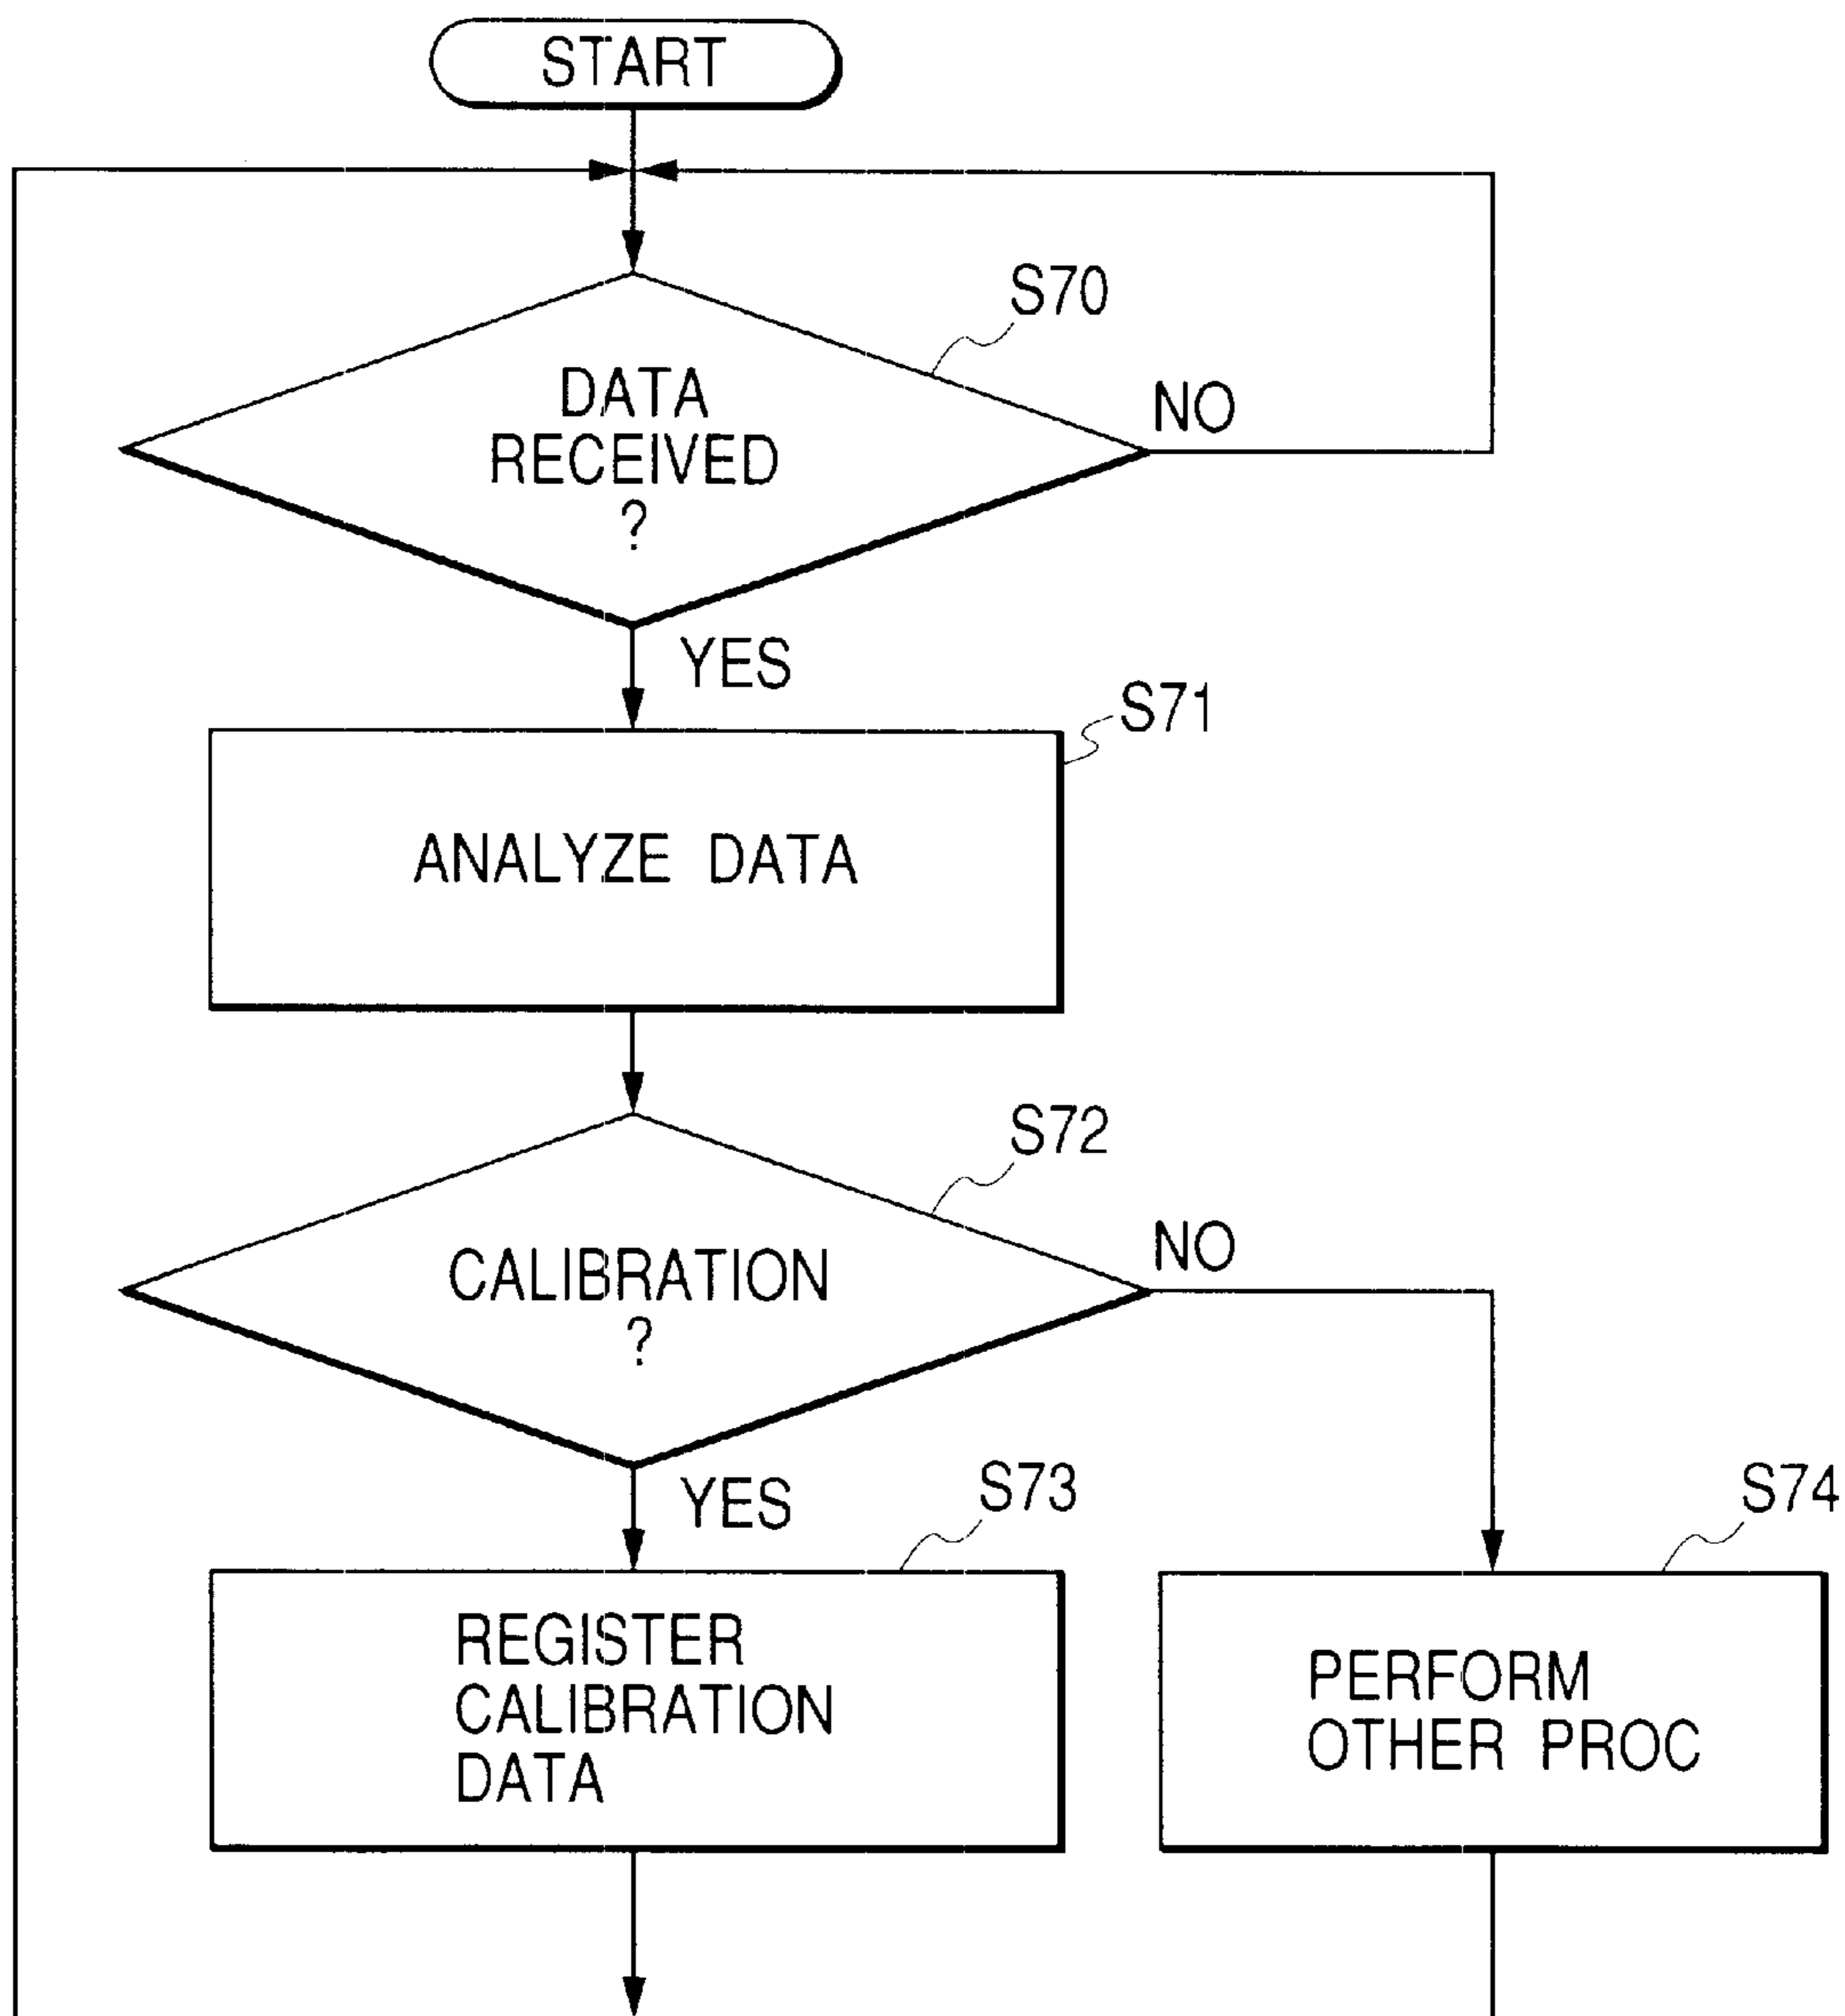 START
S70
DATA
RECEIVED
?
NO
YES
S71
ANALYZE DATA
S72
CALIBRATION
?
NO
YES
S73
S74
REGISTER
CALIBRATION
DATA
PERFORM
OTHER PROC